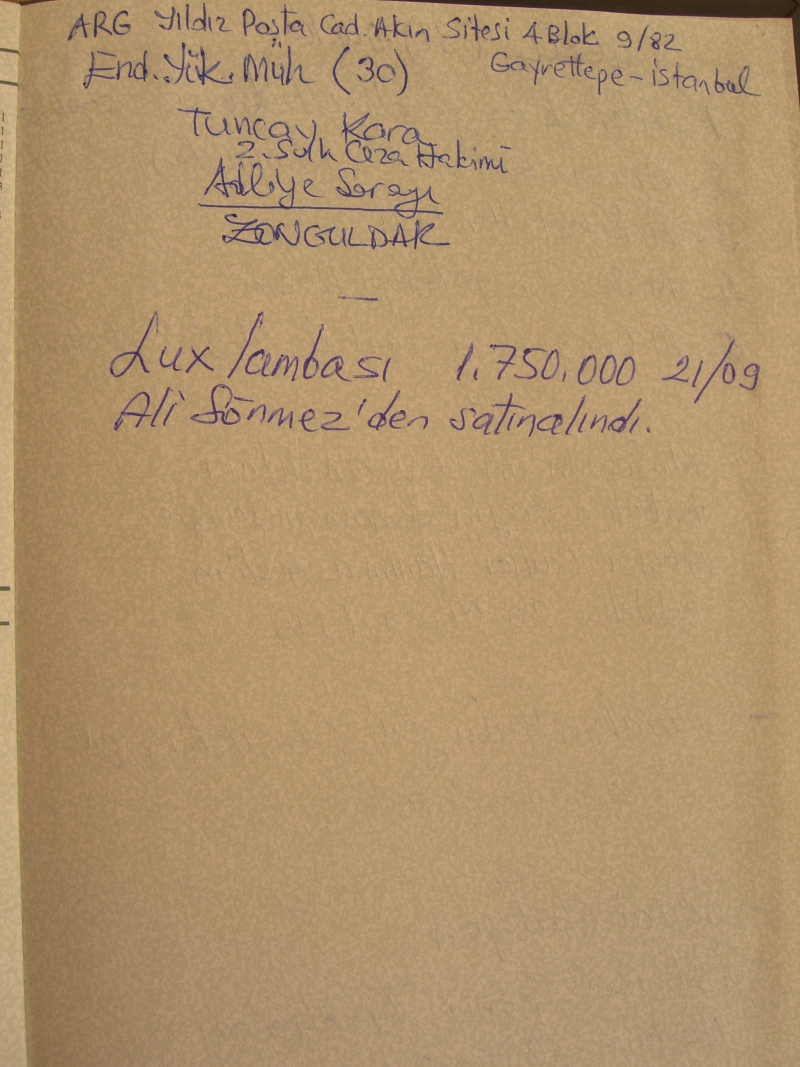 ARG Yıldız Poşta Cad. Akın Sitesi 4 Blok 9/82
End. Yük. Müh (30) Gayrettepe - İstanbul
Tuncay Kara
2. Sulh Ceza Hakimi
Adliye Sarayı
ZONGULDAK
—
Lux lambası 1.750.000 21/09
Ali Sönmez'den satınalındı.